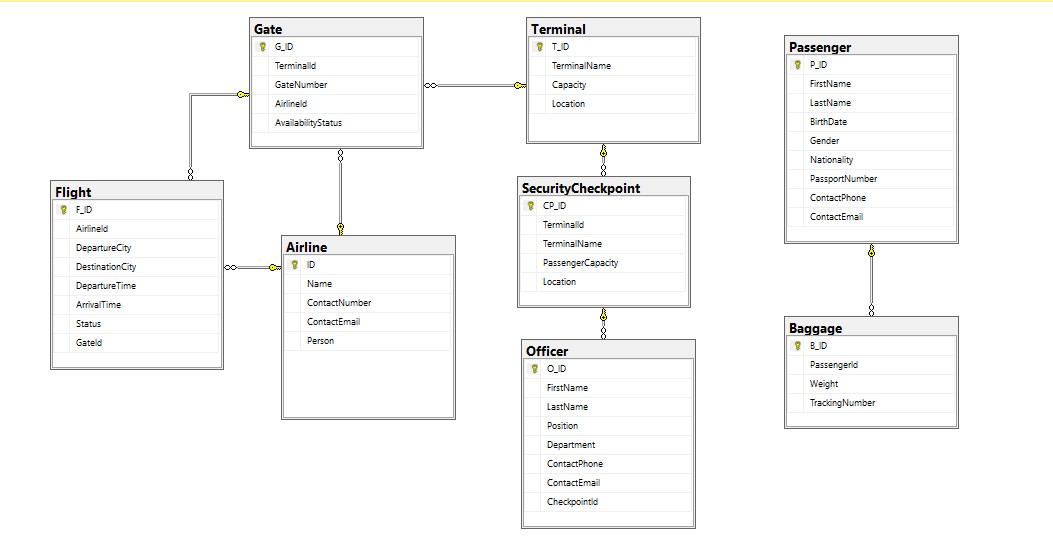 Gate
G_ID
TerminalId
GateNumber
AirlineId
AvailabilityStatus
Terminal
T_ID
TerminalName
Capacity
Location
Passenger
P_ID
FirstName
LastName
BirthDate
Gender
Nationality
PassportNumber
ContactPhone
ContactEmail
Flight
F_ID
AirlineId
DepartureCity
DestinationCity
DepartureTime
ArrivalTime
Status
GateId
Airline
ID
Name
ContactNumber
ContactEmail
Person
SecurityCheckpoint
CP_ID
TerminalId
TerminalName
PassengerCapacity
Location
Officer
O_ID
FirstName
LastName
Position
Department
ContactPhone
ContactEmail
CheckpointId
Baggage
B_ID
PassengerId
Weight
TrackingNumber